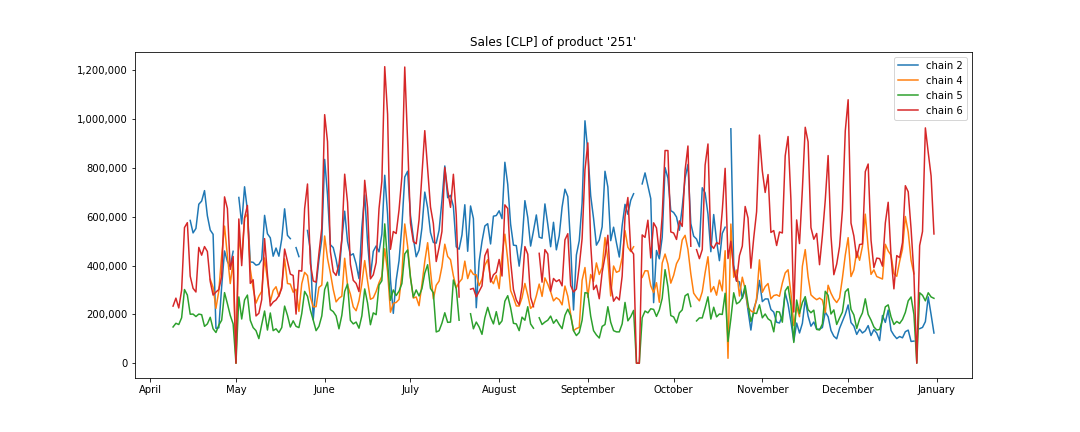 Sales [CLP] of product '251'
1,200,000
1,000,000
800,000
600,000
400,000
200,000
0
chain 2
chain 4
chain 5
chain 6
April May June July August September October November December January